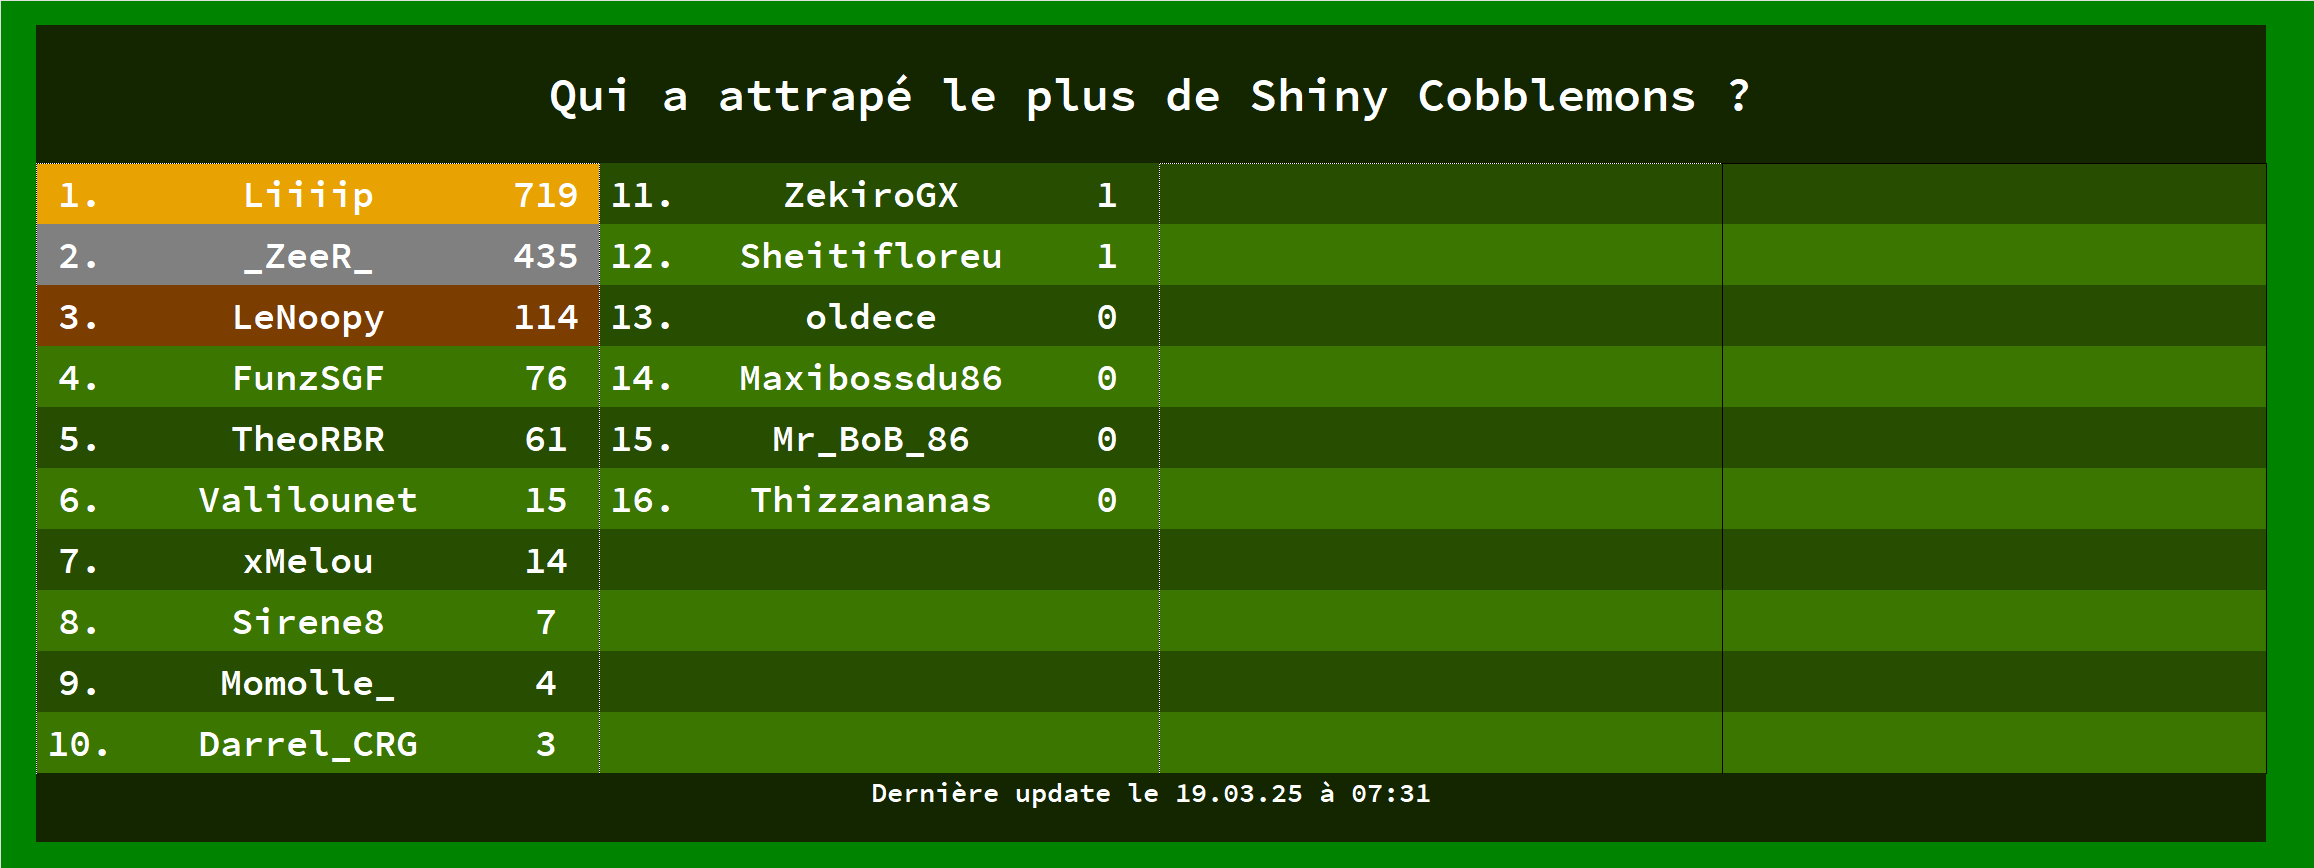 Qui a attrapé le plus de Shiny Cobblemons ?
1. Liiiip 719
2. _ZeeR_ 435
3. LeNoopy 114
4. FunzSGF 76
5. TheoRBR 61
6. Valilounet 15
7. xMelou 14
8. Sirene8 7
9. Momolle_ 4
10. Darrel_CRG 3
11. ZekiroGX 1
12. Sheitifloreu 1
13. oldece 0
14. Maxibossdu86 0
15. Mr_BoB_86 0
16. Thizzananas 0
Dernière update le 19.03.25 à 07:31